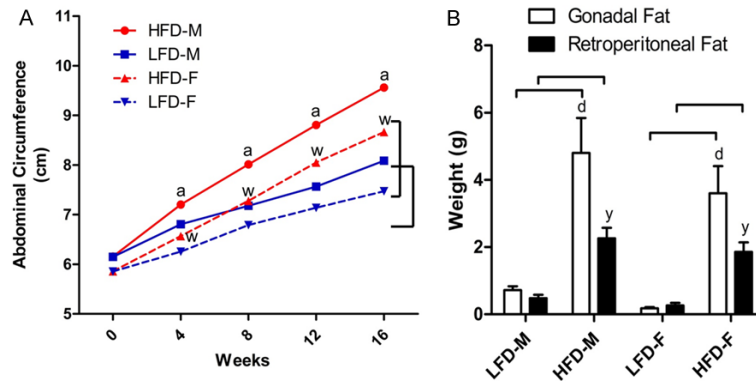 A
HFD-M
LFD-M
HFD-F
LFD-F
Abdominal Circumference
(cm)
11
10
9
8
7
6
5
a
a
a
a
w
w
w
w
0
4
8
12
16
Weeks
B
Gonadal Fat
Retroperitoneal Fat
Weight (g)
8
6
4
2
0
d
y
d
y
LFD-M
HFD-M
LFD-F
HFD-F